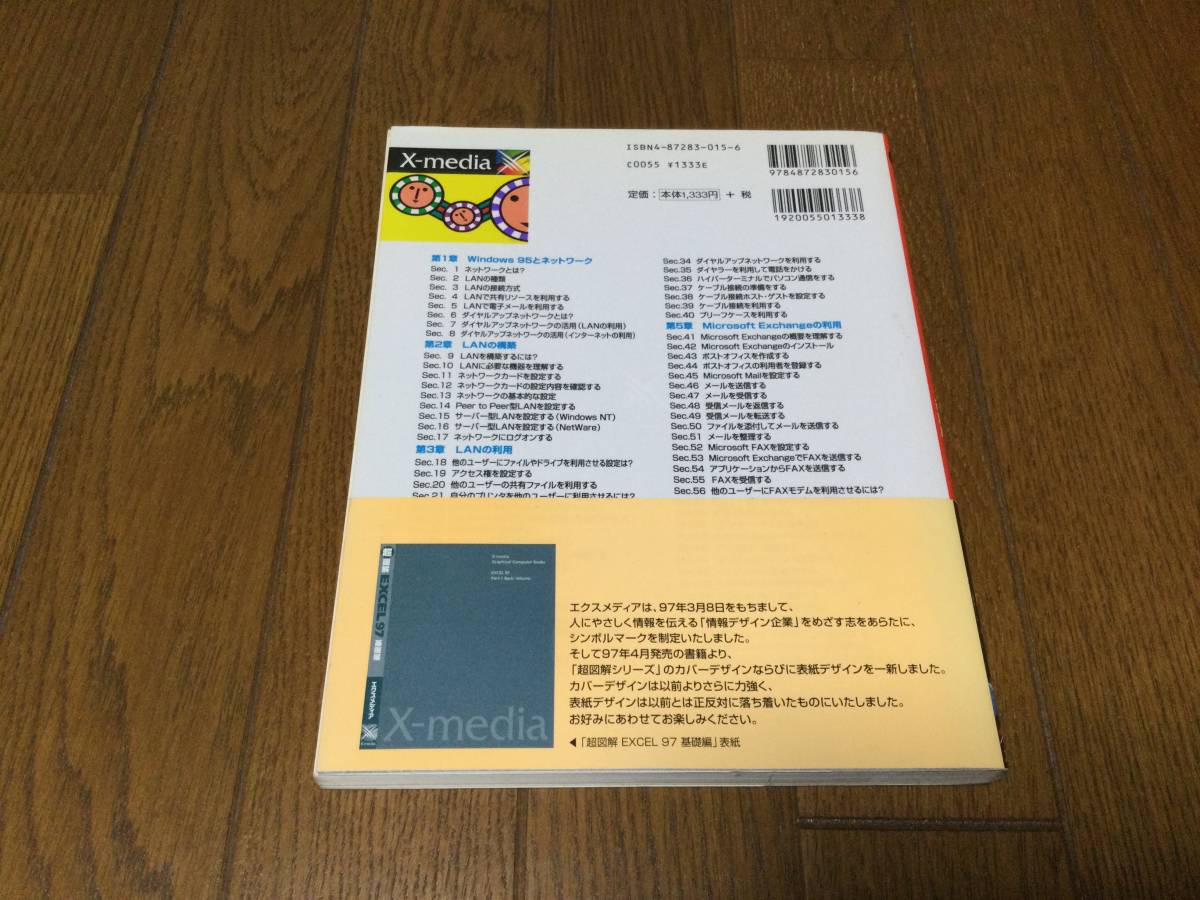 X-media
ISBN4-87283-015-6
C0055 ¥1333E
定価：本体1,333円 + 税
9784872830156
1920055013338
第1章 Windows 95とネットワーク
Sec. 1 ネットワークとは?
Sec. 2 LANの種類
Sec. 3 LANの接続方式
Sec. 4 LANで共有リソースを利用する
Sec. 5 LANで電子メールを利用する
Sec. 6 ダイヤルアップネットワークとは?
Sec. 7 ダイヤルアップネットワークの活用(LANの利用)
Sec. 8 ダイヤルアップネットワークの活用(インターネットの利用)
第2章 LANの構築
Sec. 9 LANを構築するには?
Sec.10 LANに必要な機器を理解する
Sec.11 ネットワークカードを設定する
Sec.12 ネットワークカードの設定内容を確認する
Sec.13 ネットワークの基本的な設定
Sec.14 Peer to Peer型LANを設定する
Sec.15 サーバー型LANを設定する(Windows NT)
Sec.16 サーバー型LANを設定する(NetWare)
Sec.17 ネットワークにログオンする
第3章 LANの利用
Sec.18 他のユーザーにファイルやドライブを利用させる設定は?
Sec.19 アクセス権を設定する
Sec.20 他のユーザーの共有ファイルを利用する
Sec.21 自分のプリンタを他のユーザーに利用させるには?
Sec.34 ダイヤルアップネットワークを利用する
Sec.35 ダイヤラーを利用して電話をかける
Sec.36 ハイパーターミナルでパソコン通信をする
Sec.37 ケーブル接続の準備をする
Sec.38 ケーブル接続ホスト・ゲストを設定する
Sec.39 ケーブル接続を利用する
Sec.40 ブリーフケースを利用する
第5章 Microsoft Exchangeの利用
Sec.41 Microsoft Exchangeの概要を理解する
Sec.42 Microsoft Exchangeのインストール
Sec.43 ポストオフィスを作成する
Sec.44 ポストオフィスの利用者を登録する
Sec.45 Microsoft Mailを設定する
Sec.46 メールを送信する
Sec.47 メールを受信する
Sec.48 受信メールを返信する
Sec.49 受信メールを転送する
Sec.50 ファイルを添付してメールを送信する
Sec.51 メールを整理する
Sec.52 Microsoft FAXを設定する
Sec.53 Microsoft ExchangeでFAXを送信する
Sec.54 アプリケーションからFAXを送信する
Sec.55 FAXを受信する
Sec.56 他のユーザーにFAXモデムを利用させるには?
超図解 EXCEL 97 基礎編
エクスメディア
X-media
X-media
Graphical Computer Books
EXCEL 97
Part 1 Basic Volume
X-media
エクスメディアは、97年3月8日をもちまして、
人にやさしく情報を伝える「情報デザイン企業」をめざす志をあらたに、
シンボルマークを制定いたしました。
そして97年4月発売の書籍より、
「超図解シリーズ」のカバーデザインならびに表紙デザインを一新しました。
カバーデザインは以前よりさらに力強く、
表紙デザインは以前とは正反対に落ち着いたものにいたしました。
お好みにあわせてお楽しみください。
◀「超図解 EXCEL 97 基礎編」表紙